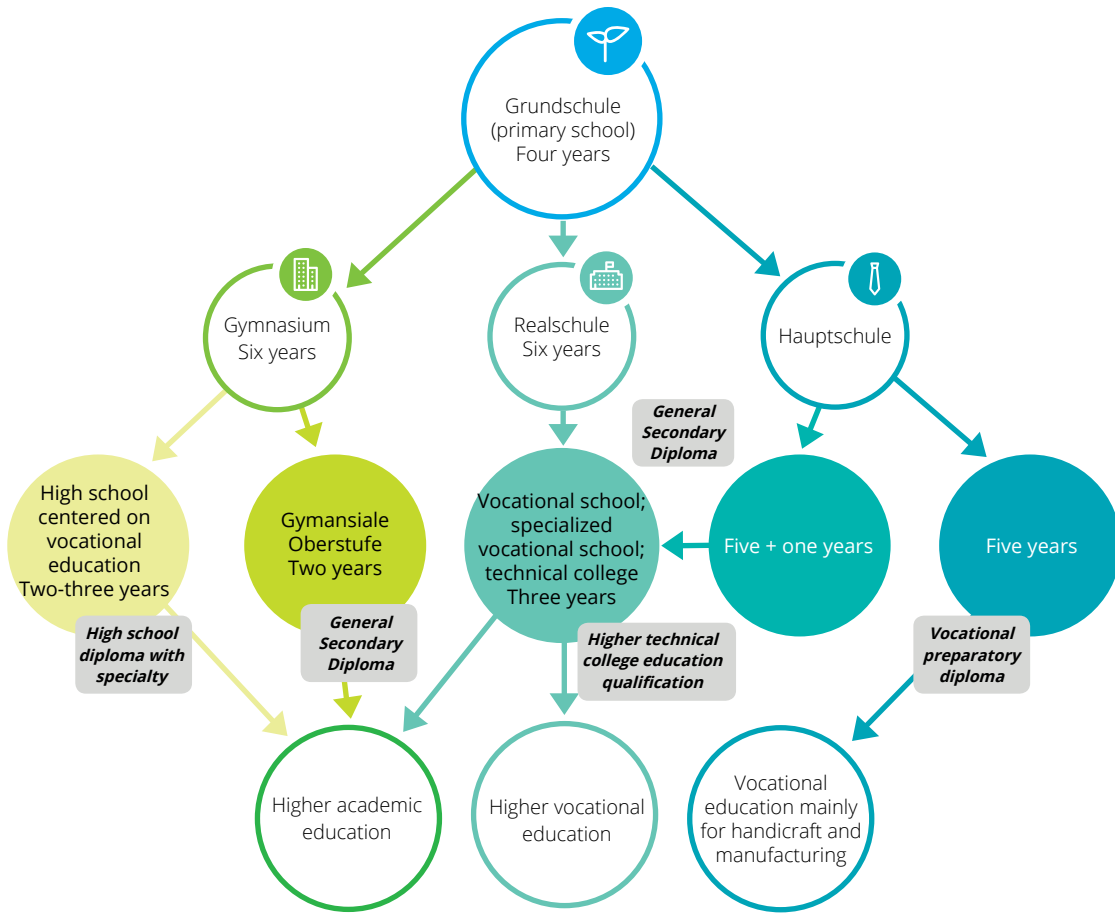 Grundschule
(primary school)
Four years
Gymnasium
Six years
Realschule
Six years
Hauptschule
General
Secondary
Diploma
High school
centered on
vocational
education
Two-three years
Gymansiale
Oberstufe
Two years
Vocational school;
specialized
vocational school;
technical college
Three years
Five + one years
Five years
High school
diploma with
specialty
General
Secondary
Diploma
Higher technical
college education
qualification
Vocational
preparatory
diploma
Higher academic
education
Higher vocational
education
Vocational
education mainly
for handicraft and
manufacturing